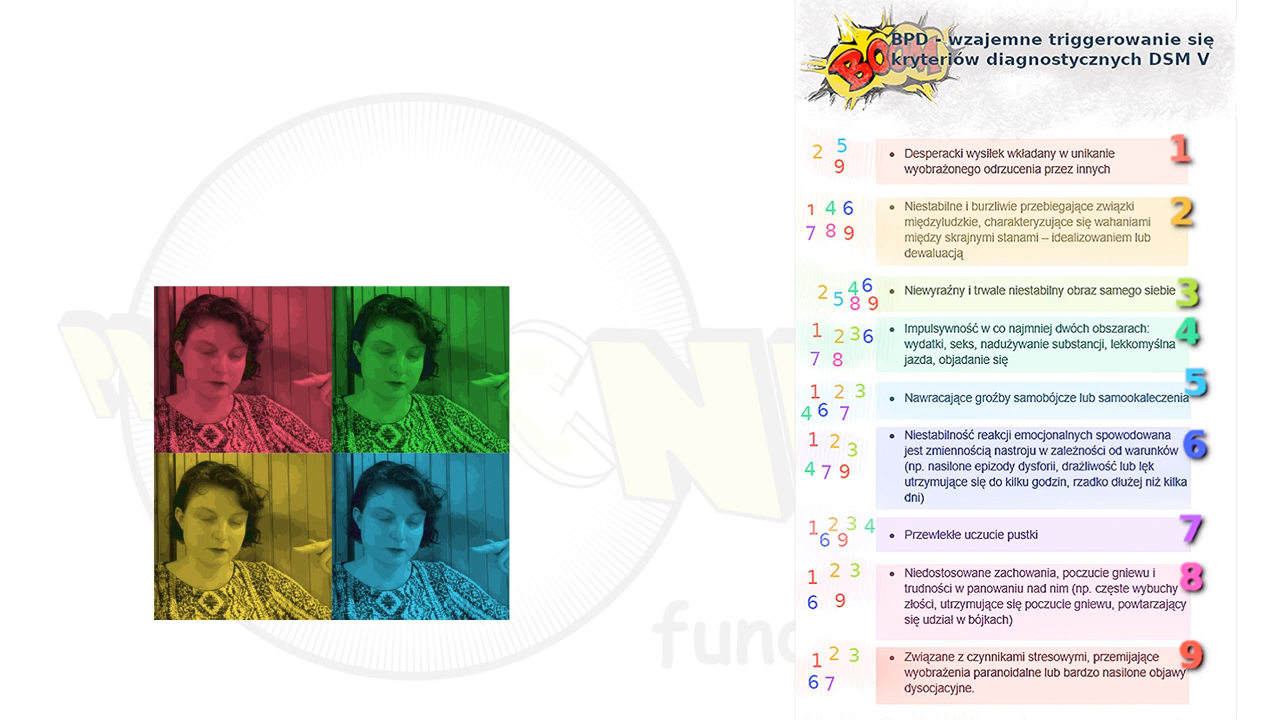 BOOM
BPD - wzajemne triggerowanie się
kryteriów diagnostycznych DSM V
2 5
9
Desperacki wysiłek wkładany w unikanie
wyobrażonego odrzucenia przez innych
1
1 4 6
7 8 9
Niestabilne i burzliwie przebiegające związki
międzyludzkie, charakteryzujące się wahaniami
między skrajnymi stanami – idealizowaniem lub
dewaluacją
2
2 5 4 6
8 9
Niewyraźny i trwale niestabilny obraz samego siebie
3
1 2 3 6
7 8
Impulsywność w co najmniej dwóch obszarach:
wydatki, seks, nadużywanie substancji, lekkomyślna
jazda, objadanie się
4
1 2 3
4 6 7
Nawracające groźby samobójcze lub samookaleczenia
5
1 2 3
4 7 9
Niestabilność reakcji emocjonalnych spowodowana
jest zmiennością nastroju w zależności od warunków
(np. nasilone epizody dysforii, drażliwość lub lęk
utrzymujące się do kilku godzin, rzadko dłużej niż kilka
dni)
6
1 2 3 4
6 9
Przewlekłe uczucie pustki
7
1 2 3
6 9
Niedostosowane zachowania, poczucie gniewu i
trudności w panowaniu nad nim (np. częste wybuchy
złości, utrzymujące się poczucie gniewu, powtarzający
się udział w bójkach)
8
1 2 3
6 7
Związane z czynnikami stresowymi, przemijające
wyobrażenia paranoidalne lub bardzo nasilone objawy
dysocjacyjne.
9